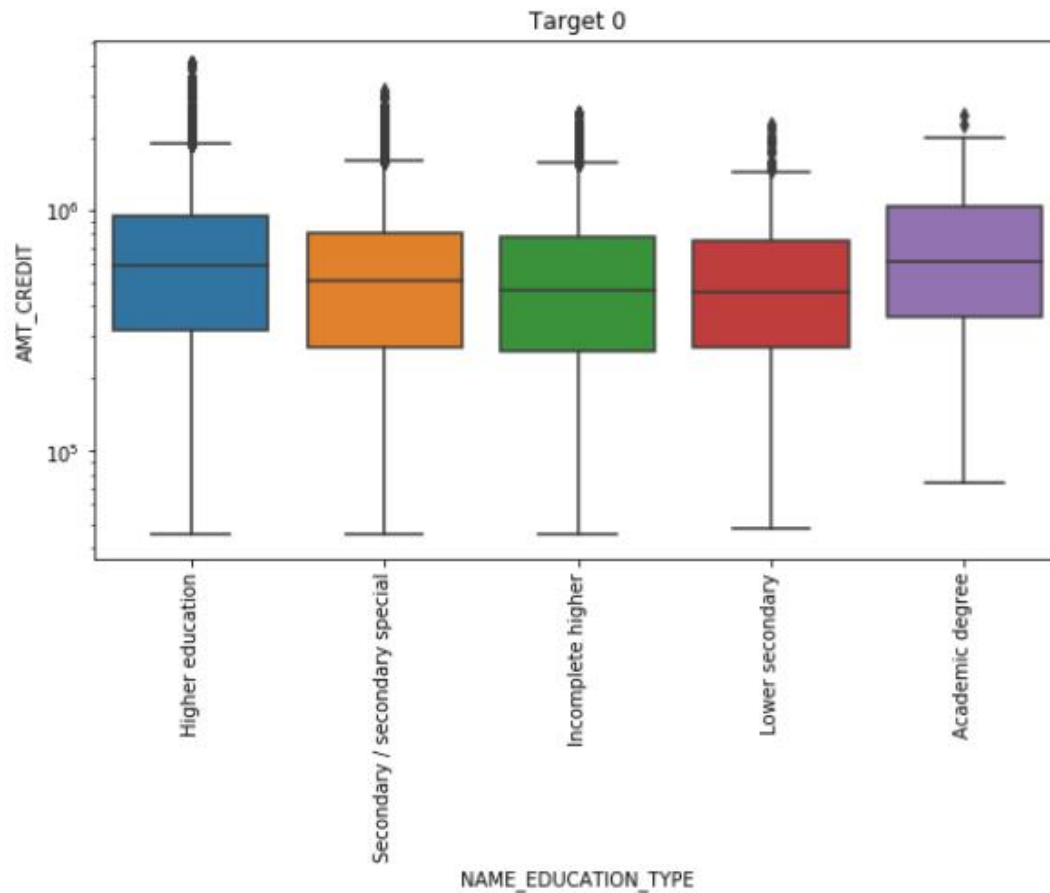 Target 0
10⁶
AMT_CREDIT
10⁵
Higher education
Secondary / secondary special
Incomplete higher
Lower secondary
Academic degree
NAME_EDUCATION_TYPE